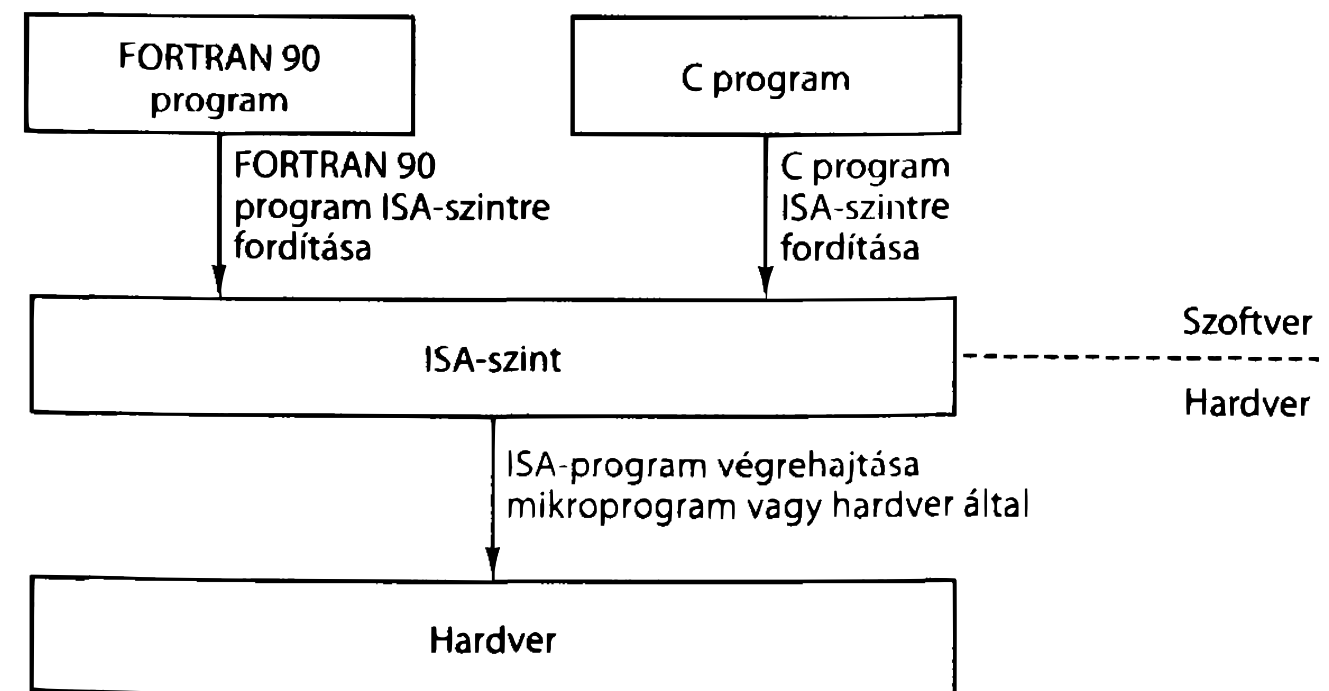 FORTRAN 90
program
C program
FORTRAN 90
program ISA-szintre
fordítása
C program
ISA-szintre
fordítása
ISA-szint
Szoftver
Hardver
ISA-program végrehajtása
mikroprogram vagy hardver által
Hardver